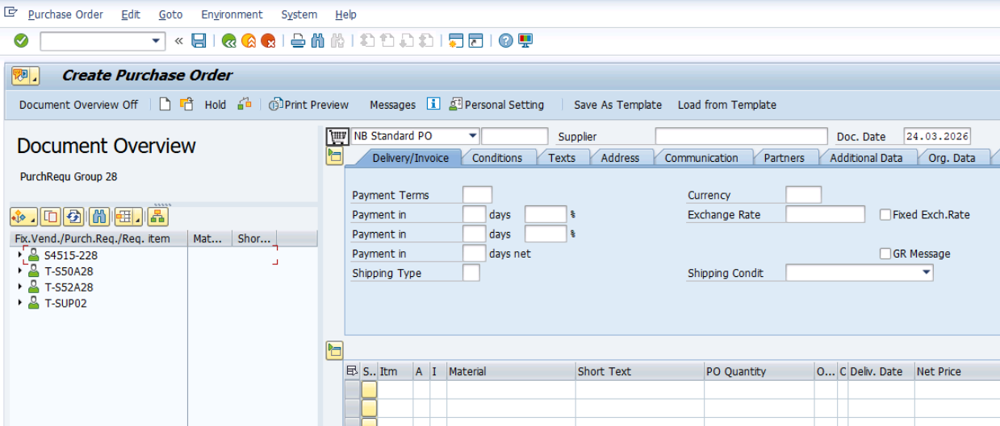 Purchase Order Edit Goto Environment System Help
Create Purchase Order
Document Overview Off Hold Print Preview Messages Personal Setting Save As Template Load from Template
Document Overview
PurchRequ Group 28
Fix.Vend./Purch.Req./Req. item Mat... Shor...
S4515-228
T-S50A28
T-S52A28
T-SUP02
NB Standard PO Supplier Doc. Date 24.03.2026
Delivery/Invoice Conditions Texts Address Communication Partners Additional Data Org. Data
Payment Terms Currency
Payment in days % Exchange Rate Fixed Exch.Rate
Payment in days %
Payment in days net GR Message
Shipping Type Shipping Condit
S.. Itm A I Material Short Text PO Quantity O... C Deliv. Date Net Price